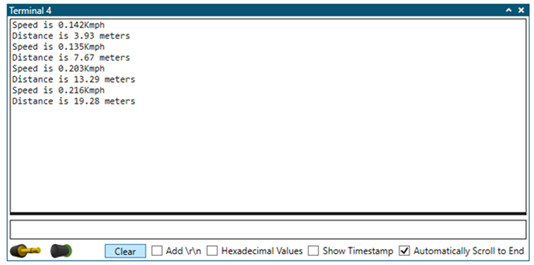 Terminal 4
Speed is 0.142Kmph
Distance is 3.93 meters
Speed is 0.135Kmph
Distance is 7.67 meters
Speed is 0.203Kmph
Distance is 13.29 meters
Speed is 0.216Kmph
Distance is 19.28 meters
Clear Add \r\n Hexadecimal Values Show Timestamp Automatically Scroll to End